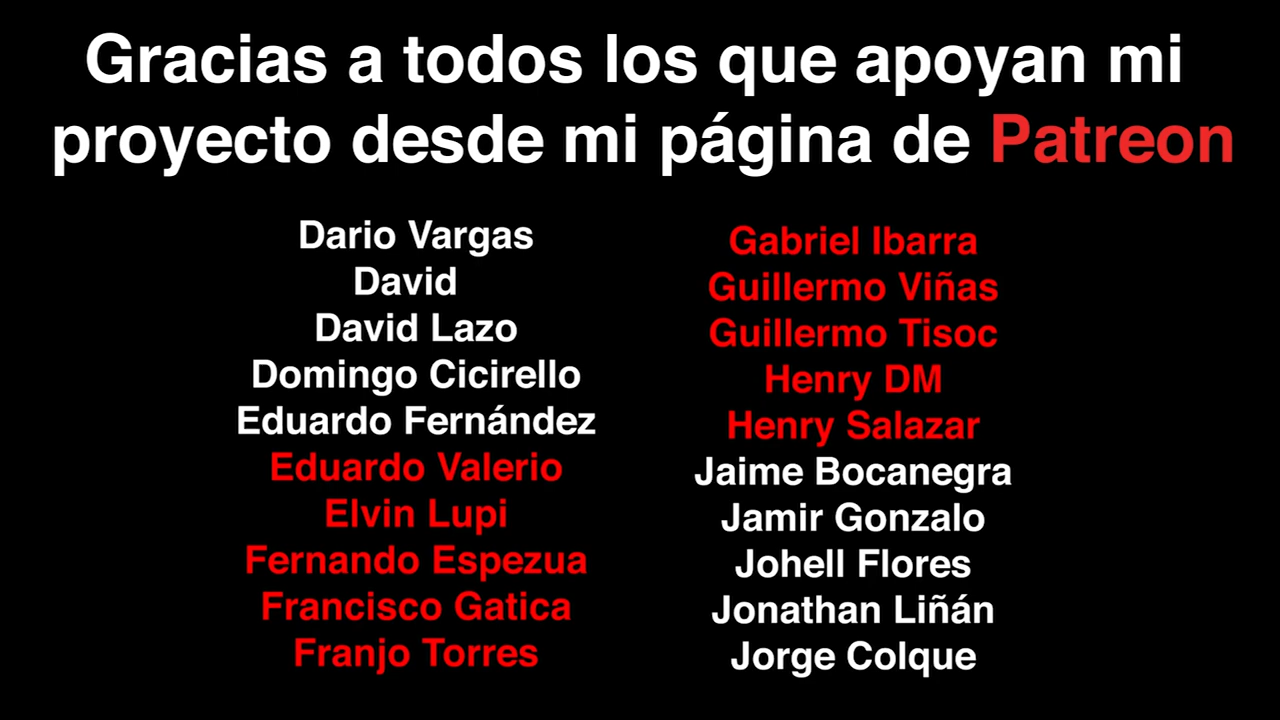 Gracias a todos los que apoyan mi
proyecto desde mi página de Patreon
Dario Vargas
David
David Lazo
Domingo Cicirello
Eduardo Fernández
Eduardo Valerio
Elvin Lupi
Fernando Espezua
Francisco Gatica
Franjo Torres
Gabriel Ibarra
Guillermo Viñas
Guillermo Tisoc
Henry DM
Henry Salazar
Jaime Bocanegra
Jamir Gonzalo
Johell Flores
Jonathan Liñán
Jorge Colque